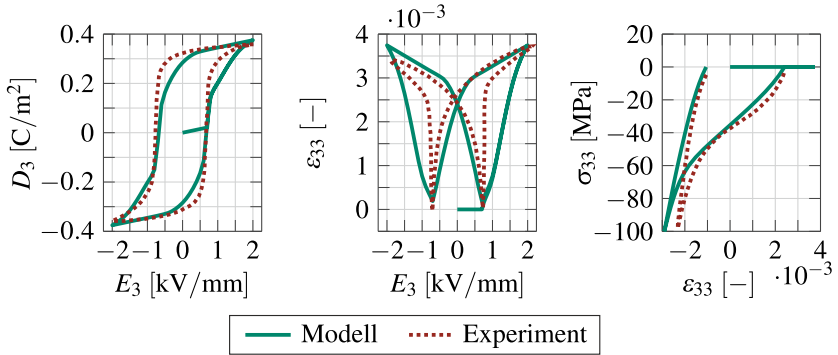 0.4
0.2
0
−0.2
−0.4
D₃ [C/m²]
−2 −1 0 1 2
E₃ [kV/mm]
·10⁻³
4
3
2
1
0
ε₃₃ [−]
−2 −1 0 1 2
E₃ [kV/mm]
20
0
−20
−40
−60
−80
−100
σ₃₃ [MPa]
−2 0 2 4
ε₃₃ [−] ·10⁻³
Modell Experiment